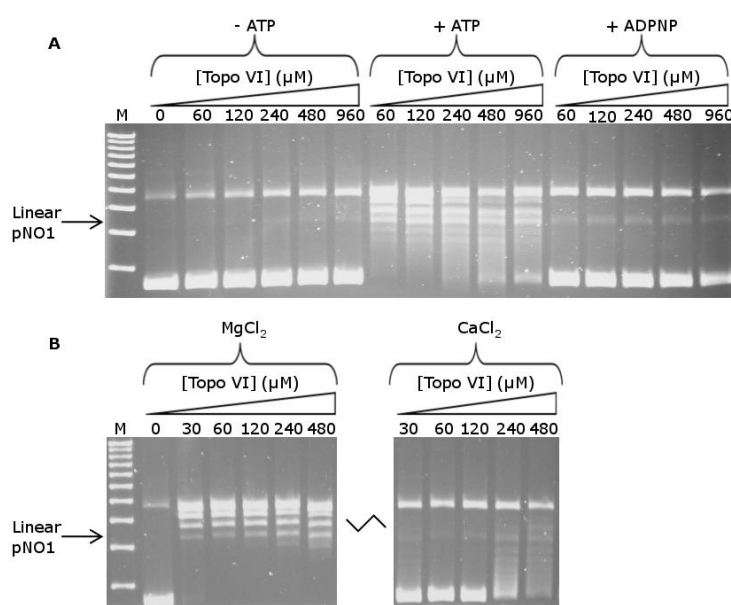 - ATP + ATP + ADPNP
A
[Topo VI] (µM) [Topo VI] (µM) [Topo VI] (µM)
M 0 60 120 240 480 960 60 120 240 480 960 60 120 240 480 960
Linear
pNO1
MgCl₂ CaCl₂
B
[Topo VI] (µM) [Topo VI] (µM)
M 0 30 60 120 240 480 30 60 120 240 480
Linear
pNO1